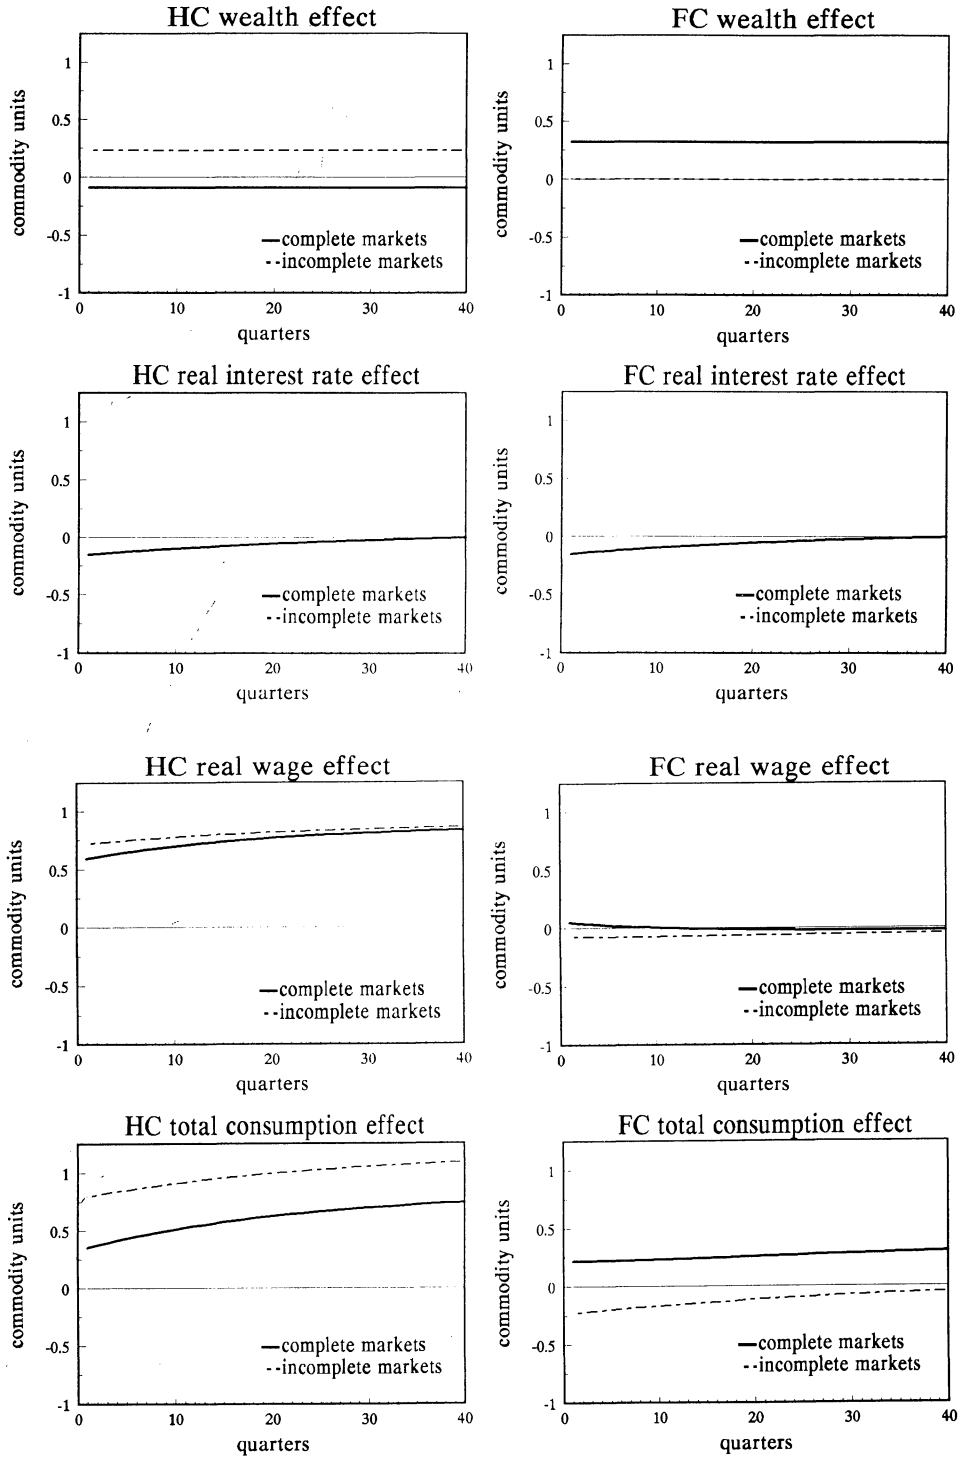 HC wealth effect
commodity units
1
0.5
0
-0.5
-1
complete markets
incomplete markets
0 10 20 30 40
quarters
FC wealth effect
commodity units
1
0.5
0
-0.5
-1
complete markets
incomplete markets
0 10 20 30 40
quarters
HC real interest rate effect
commodity units
1
0.5
0
-0.5
-1
complete markets
incomplete markets
0 10 20 30 40
quarters
FC real interest rate effect
commodity units
1
0.5
0
-0.5
-1
complete markets
incomplete markets
0 10 20 30 40
quarters
HC real wage effect
commodity units
1
0.5
0
-0.5
-1
complete markets
incomplete markets
0 10 20 30 40
quarters
FC real wage effect
commodity units
1
0.5
0
-0.5
-1
complete markets
incomplete markets
0 10 20 30 40
quarters
HC total consumption effect
commodity units
1
0.5
0
-0.5
-1
complete markets
incomplete markets
0 10 20 30 40
quarters
FC total consumption effect
commodity units
1
0.5
0
-0.5
-1
complete markets
incomplete markets
0 10 20 30 40
quarters